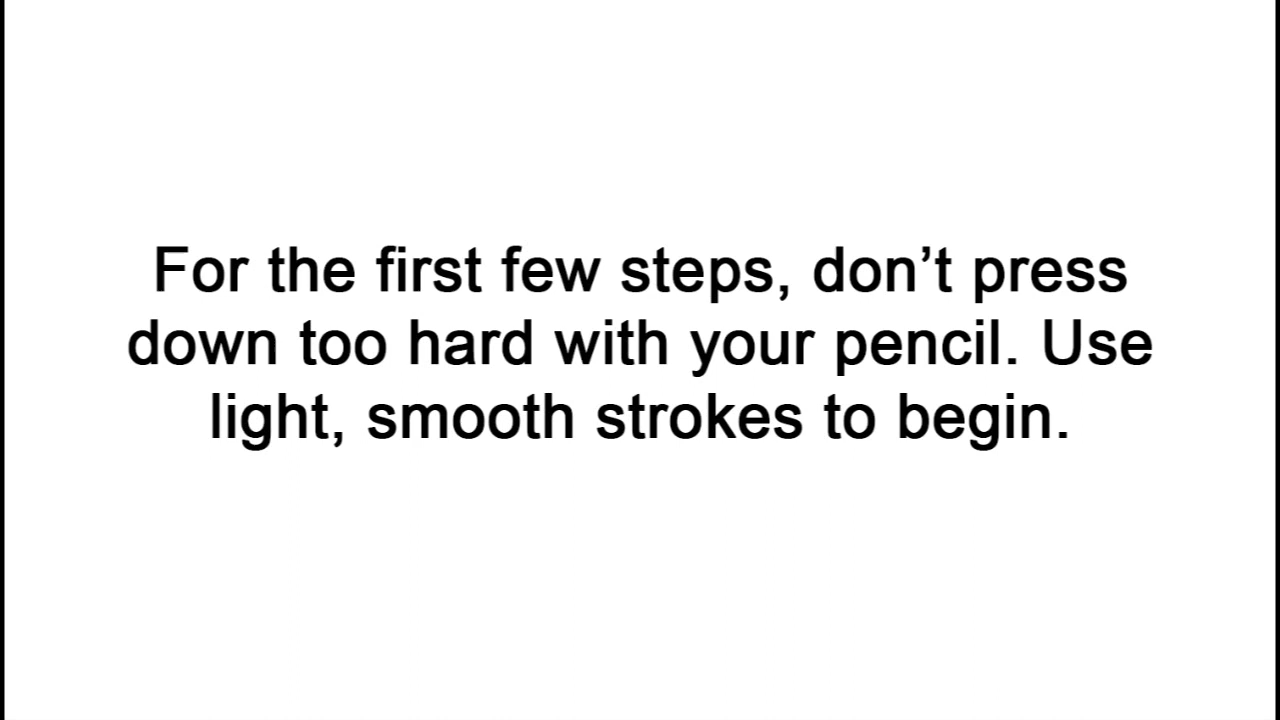 For the first few steps, don’t press
down too hard with your pencil. Use
light, smooth strokes to begin.